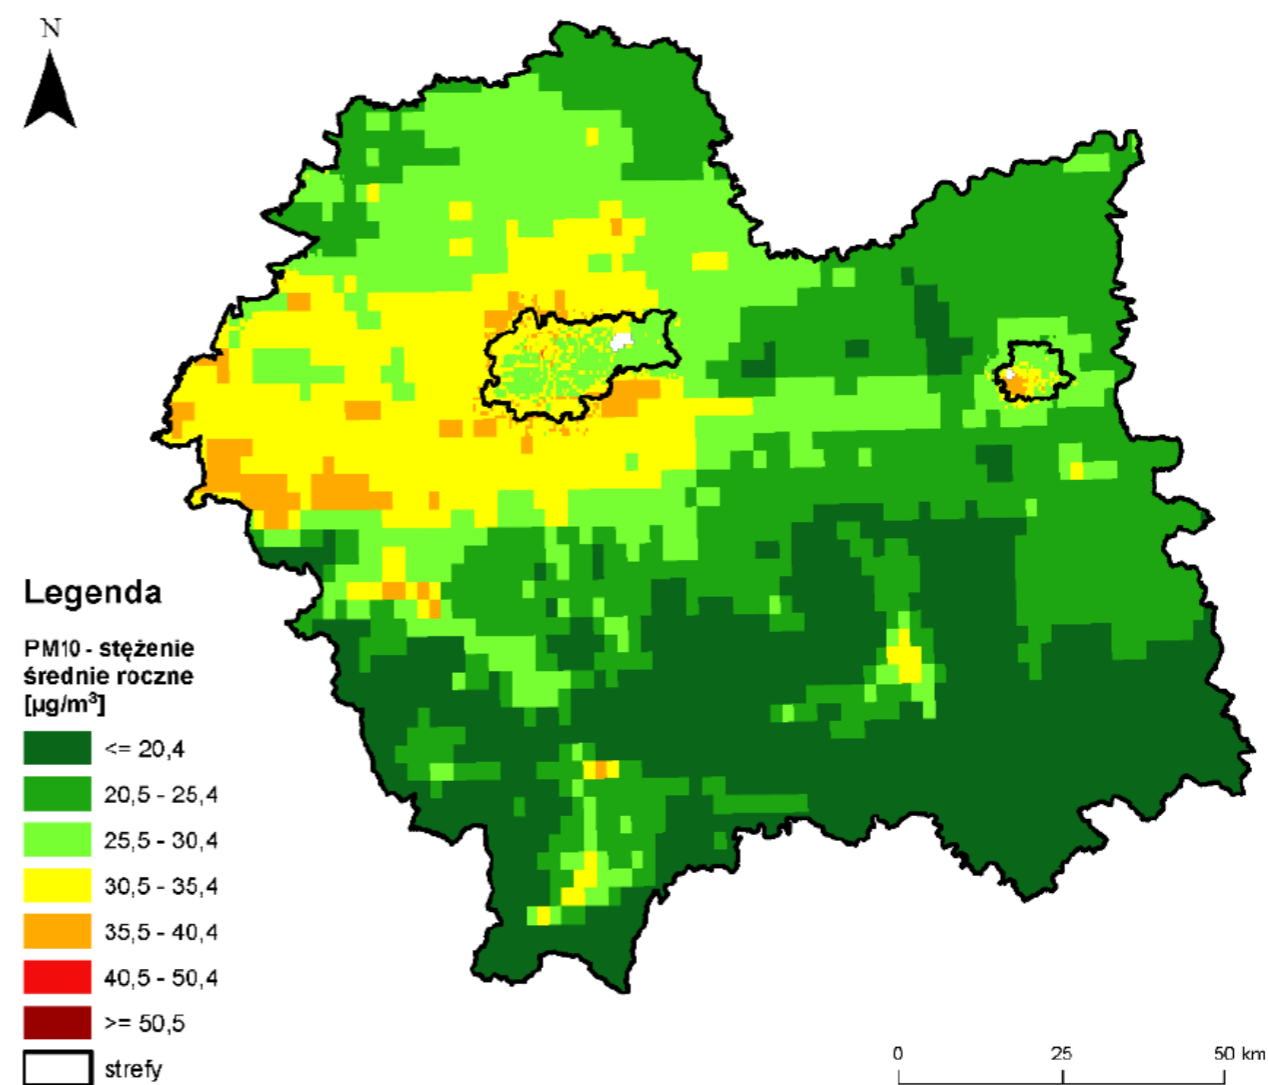 N
Legenda
PM10 - stężenie
średnie roczne
[µg/m³]
<= 20,4
20,5 - 25,4
25,5 - 30,4
30,5 - 35,4
35,5 - 40,4
40,5 - 50,4
>= 50,5
strefy
0 25 50 km